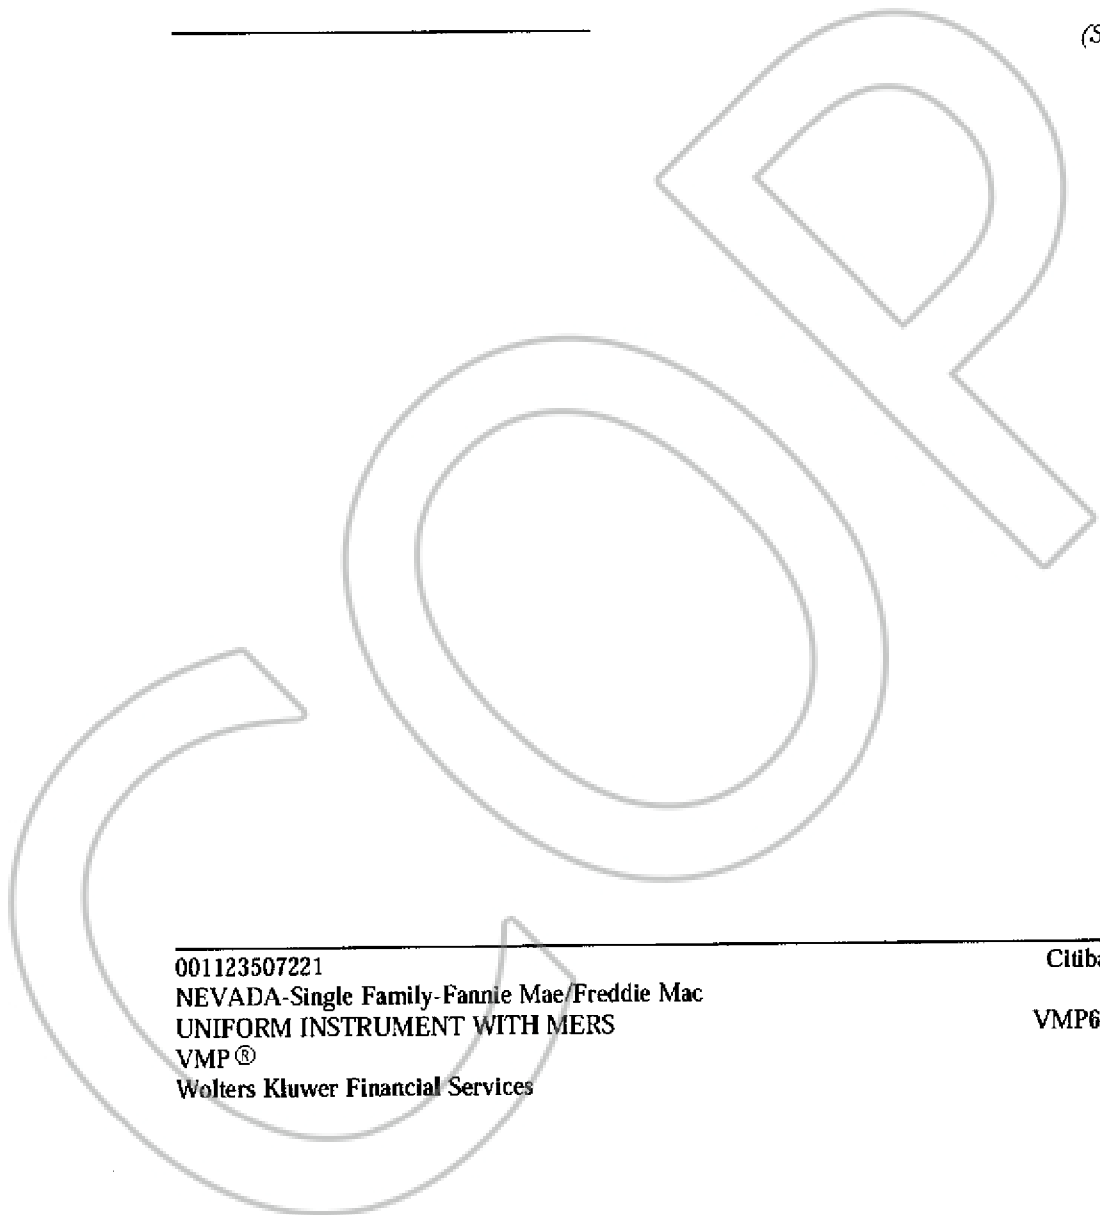 (S
COP
001123507221 Citiba
NEVADA-Single Family-Fannie Mae/Freddie Mac
UNIFORM INSTRUMENT WITH MERS VMP6
VMP ®
Wolters Kluwer Financial Services